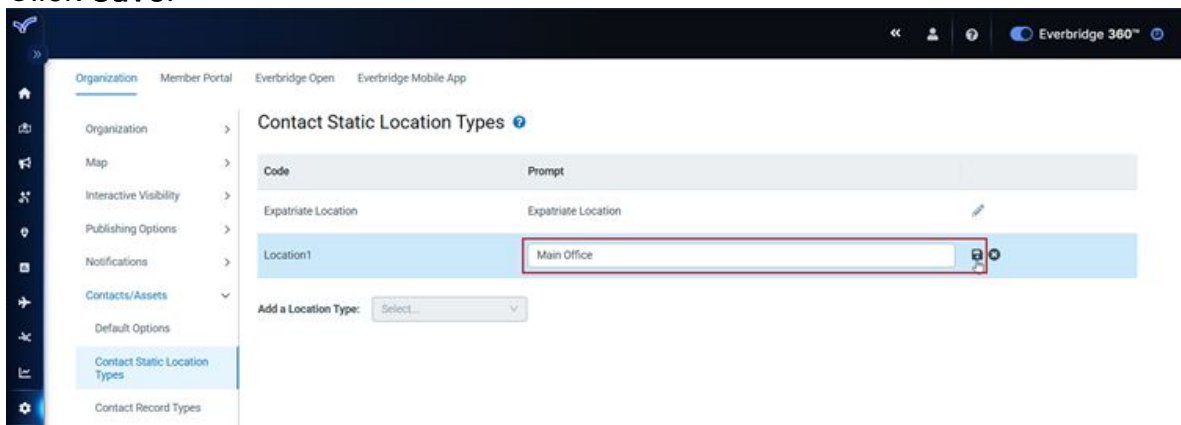 Click Save.
Everbridge 360™
Organization Member Portal Everbridge Open Everbridge Mobile App
Organization
Map
Interactive Visibility
Publishing Options
Notifications
Contacts/Assets
Default Options
Contact Static Location
Types
Contact Record Types
Contact Static Location Types
Code Prompt
Expatriate Location Expatriate Location
Location1 Main Office
Add a Location Type: Select...